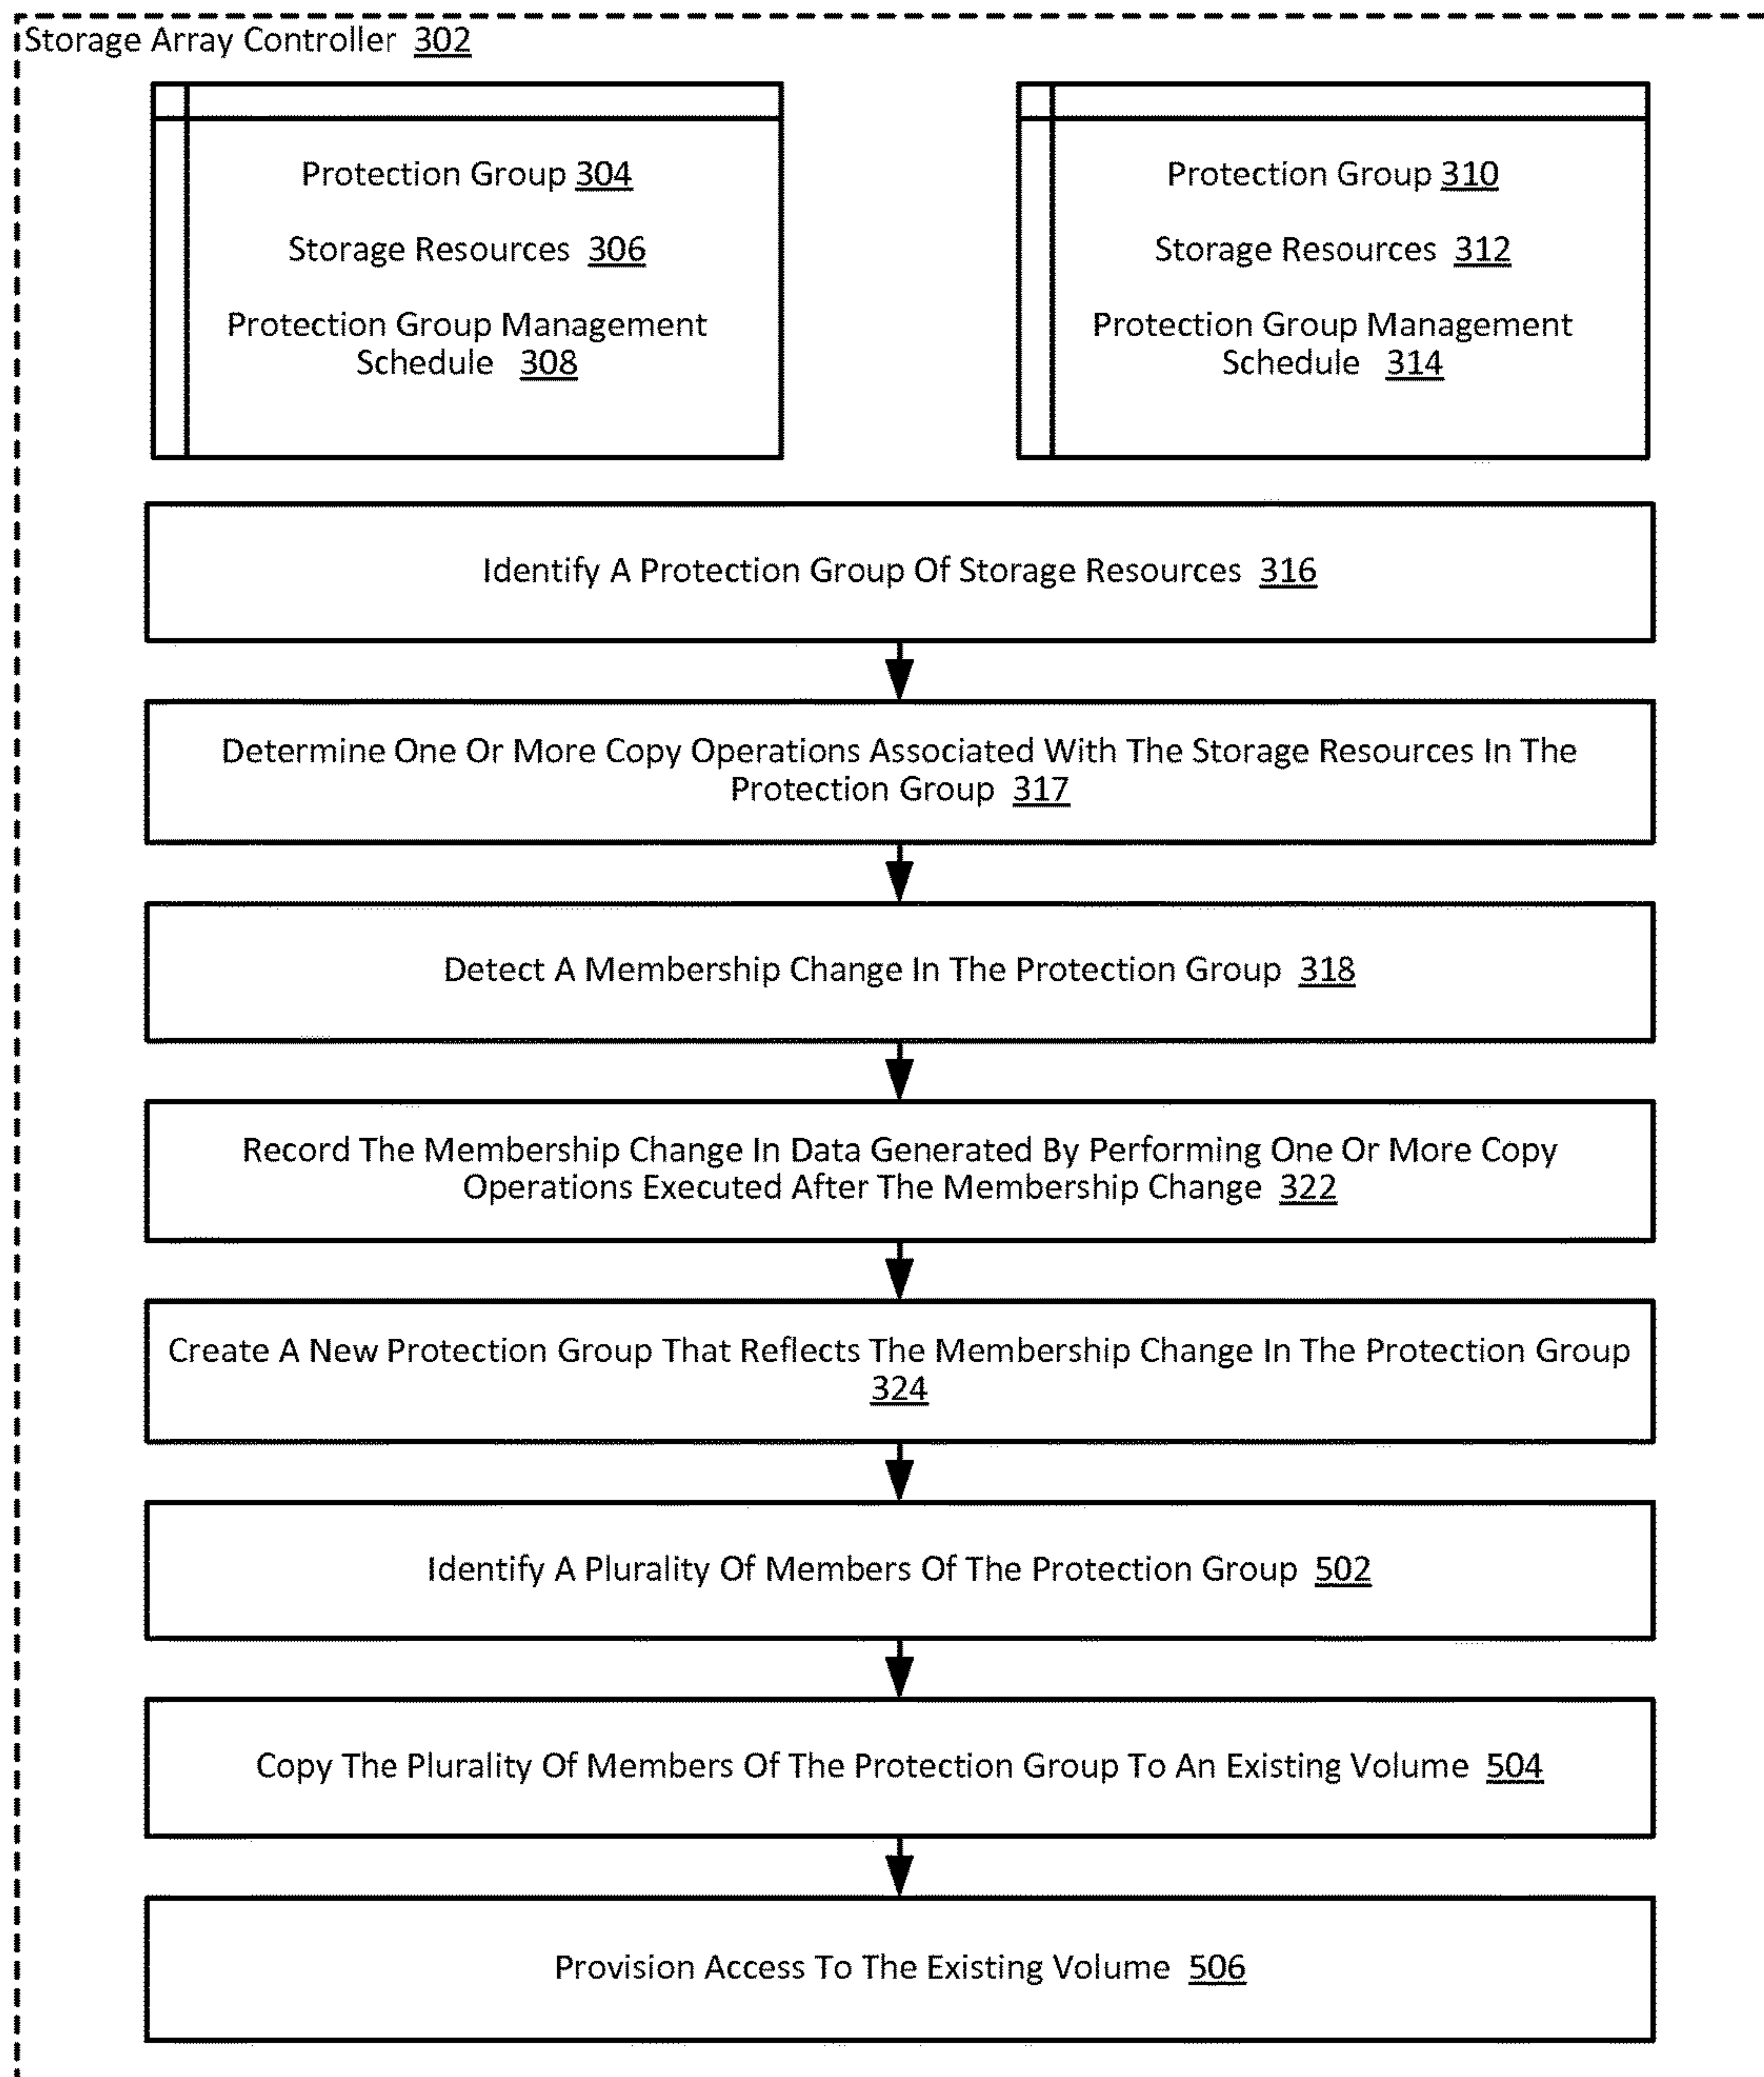 Storage Array Controller 302
Protection Group 304
Storage Resources 306
Protection Group Management
Schedule 308
Protection Group 310
Storage Resources 312
Protection Group Management
Schedule 314
Identify A Protection Group Of Storage Resources 316
Determine One Or More Copy Operations Associated With The Storage Resources In The
Protection Group 317
Detect A Membership Change In The Protection Group 318
Record The Membership Change In Data Generated By Performing One Or More Copy
Operations Executed After The Membership Change 322
Create A New Protection Group That Reflects The Membership Change In The Protection Group
324
Identify A Plurality Of Members Of The Protection Group 502
Copy The Plurality Of Members Of The Protection Group To An Existing Volume 504
Provision Access To The Existing Volume 506